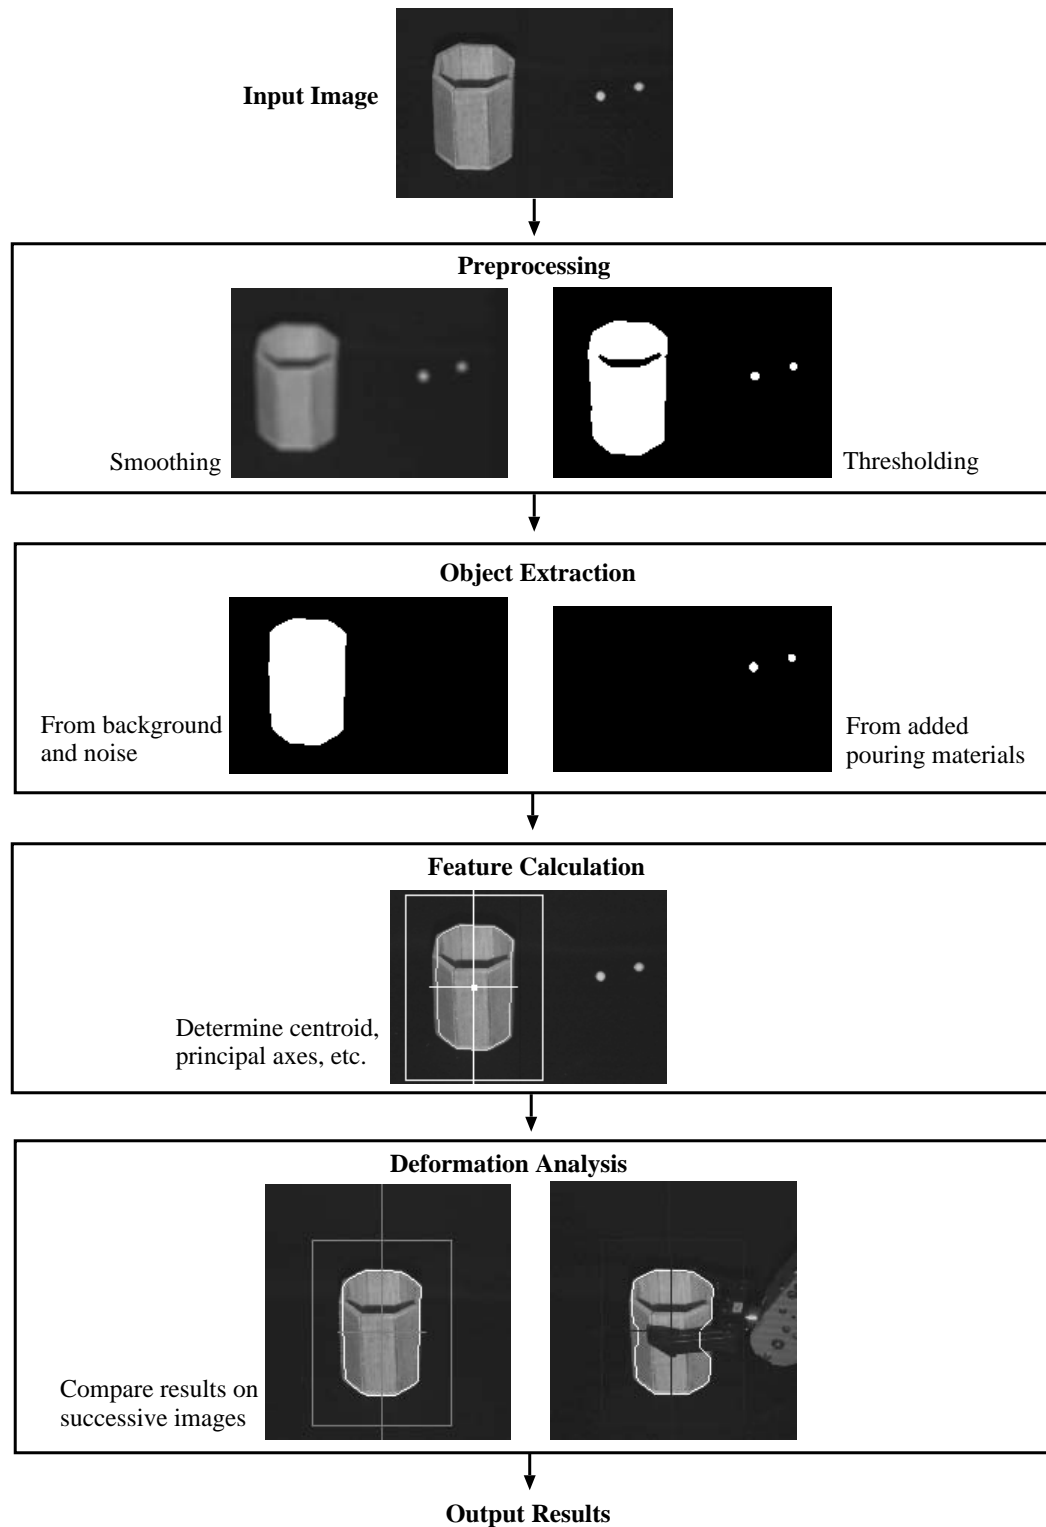 Input Image
Preprocessing
Smoothing
Thresholding
Object Extraction
From background
and noise
From added
pouring materials
Feature Calculation
Determine centroid,
principal axes, etc.
Deformation Analysis
Compare results on
successive images
Output Results